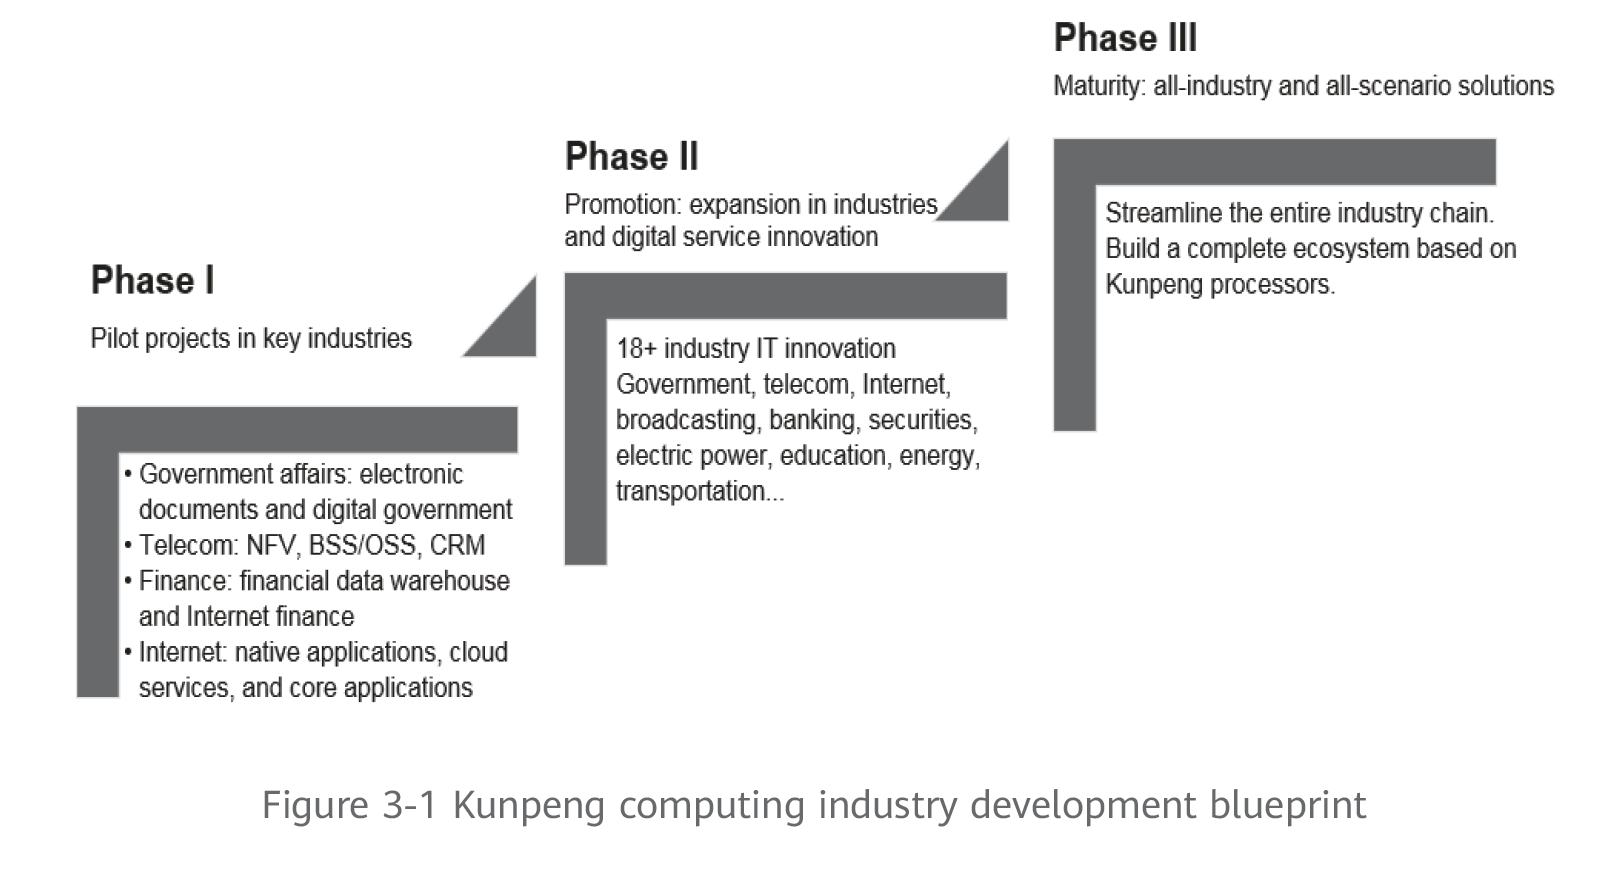 Phase I
Pilot projects in key industries
• Government affairs: electronic
documents and digital government
• Telecom: NFV, BSS/OSS, CRM
• Finance: financial data warehouse
and Internet finance
• Internet: native applications, cloud
services, and core applications
Phase II
Promotion: expansion in industries
and digital service innovation
18+ industry IT innovation
Government, telecom, Internet,
broadcasting, banking, securities,
electric power, education, energy,
transportation...
Phase III
Maturity: all-industry and all-scenario solutions
Streamline the entire industry chain.
Build a complete ecosystem based on
Kunpeng processors.
Figure 3-1 Kunpeng computing industry development blueprint